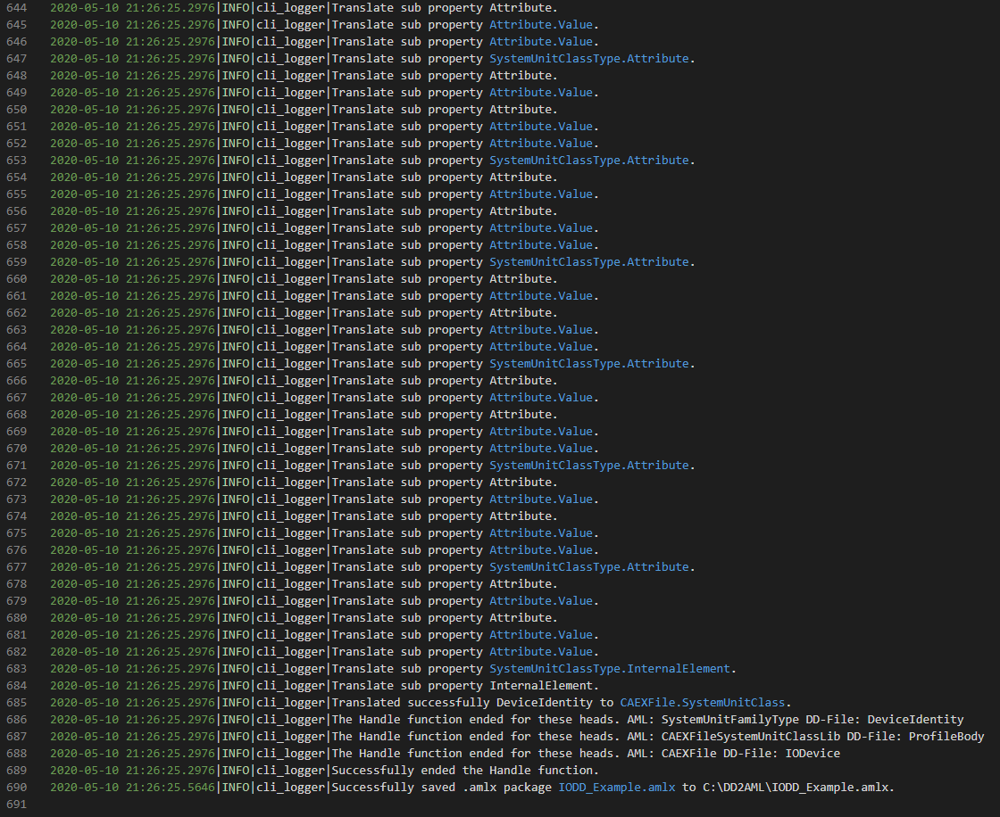 644 2020-05-10 21:26:25.2976|INFO|cli_logger|Translate sub property Attribute.
645 2020-05-10 21:26:25.2976|INFO|cli_logger|Translate sub property Attribute.Value.
646 2020-05-10 21:26:25.2976|INFO|cli_logger|Translate sub property Attribute.Value.
647 2020-05-10 21:26:25.2976|INFO|cli_logger|Translate sub property SystemUnitClassType.Attribute.
648 2020-05-10 21:26:25.2976|INFO|cli_logger|Translate sub property Attribute.
649 2020-05-10 21:26:25.2976|INFO|cli_logger|Translate sub property Attribute.Value.
650 2020-05-10 21:26:25.2976|INFO|cli_logger|Translate sub property Attribute.
651 2020-05-10 21:26:25.2976|INFO|cli_logger|Translate sub property Attribute.Value.
652 2020-05-10 21:26:25.2976|INFO|cli_logger|Translate sub property Attribute.Value.
653 2020-05-10 21:26:25.2976|INFO|cli_logger|Translate sub property SystemUnitClassType.Attribute.
654 2020-05-10 21:26:25.2976|INFO|cli_logger|Translate sub property Attribute.
655 2020-05-10 21:26:25.2976|INFO|cli_logger|Translate sub property Attribute.Value.
656 2020-05-10 21:26:25.2976|INFO|cli_logger|Translate sub property Attribute.
657 2020-05-10 21:26:25.2976|INFO|cli_logger|Translate sub property Attribute.Value.
658 2020-05-10 21:26:25.2976|INFO|cli_logger|Translate sub property Attribute.Value.
659 2020-05-10 21:26:25.2976|INFO|cli_logger|Translate sub property SystemUnitClassType.Attribute.
660 2020-05-10 21:26:25.2976|INFO|cli_logger|Translate sub property Attribute.
661 2020-05-10 21:26:25.2976|INFO|cli_logger|Translate sub property Attribute.Value.
662 2020-05-10 21:26:25.2976|INFO|cli_logger|Translate sub property Attribute.
663 2020-05-10 21:26:25.2976|INFO|cli_logger|Translate sub property Attribute.Value.
664 2020-05-10 21:26:25.2976|INFO|cli_logger|Translate sub property Attribute.Value.
665 2020-05-10 21:26:25.2976|INFO|cli_logger|Translate sub property SystemUnitClassType.Attribute.
666 2020-05-10 21:26:25.2976|INFO|cli_logger|Translate sub property Attribute.
667 2020-05-10 21:26:25.2976|INFO|cli_logger|Translate sub property Attribute.Value.
668 2020-05-10 21:26:25.2976|INFO|cli_logger|Translate sub property Attribute.
669 2020-05-10 21:26:25.2976|INFO|cli_logger|Translate sub property Attribute.Value.
670 2020-05-10 21:26:25.2976|INFO|cli_logger|Translate sub property Attribute.Value.
671 2020-05-10 21:26:25.2976|INFO|cli_logger|Translate sub property SystemUnitClassType.Attribute.
672 2020-05-10 21:26:25.2976|INFO|cli_logger|Translate sub property Attribute.
673 2020-05-10 21:26:25.2976|INFO|cli_logger|Translate sub property Attribute.Value.
674 2020-05-10 21:26:25.2976|INFO|cli_logger|Translate sub property Attribute.
675 2020-05-10 21:26:25.2976|INFO|cli_logger|Translate sub property Attribute.Value.
676 2020-05-10 21:26:25.2976|INFO|cli_logger|Translate sub property Attribute.Value.
677 2020-05-10 21:26:25.2976|INFO|cli_logger|Translate sub property SystemUnitClassType.Attribute.
678 2020-05-10 21:26:25.2976|INFO|cli_logger|Translate sub property Attribute.
679 2020-05-10 21:26:25.2976|INFO|cli_logger|Translate sub property Attribute.Value.
680 2020-05-10 21:26:25.2976|INFO|cli_logger|Translate sub property Attribute.
681 2020-05-10 21:26:25.2976|INFO|cli_logger|Translate sub property Attribute.Value.
682 2020-05-10 21:26:25.2976|INFO|cli_logger|Translate sub property Attribute.Value.
683 2020-05-10 21:26:25.2976|INFO|cli_logger|Translate sub property SystemUnitClassType.InternalElement.
684 2020-05-10 21:26:25.2976|INFO|cli_logger|Translate sub property InternalElement.
685 2020-05-10 21:26:25.2976|INFO|cli_logger|Translated successfully DeviceIdentity to CAEXFile.SystemUnitClass.
686 2020-05-10 21:26:25.2976|INFO|cli_logger|The Handle function ended for these heads. AML: SystemUnitFamilyType DD-File: DeviceIdentity
687 2020-05-10 21:26:25.2976|INFO|cli_logger|The Handle function ended for these heads. AML: CAEXFileSystemUnitClassLib DD-File: ProfileBody
688 2020-05-10 21:26:25.2976|INFO|cli_logger|The Handle function ended for these heads. AML: CAEXFile DD-File: IODevice
689 2020-05-10 21:26:25.2976|INFO|cli_logger|Successfully ended the Handle function.
690 2020-05-10 21:26:25.5646|INFO|cli_logger|Successfully saved .amlx package IODD_Example.amlx to C:\DD2AML\IODD_Example.amlx.
691